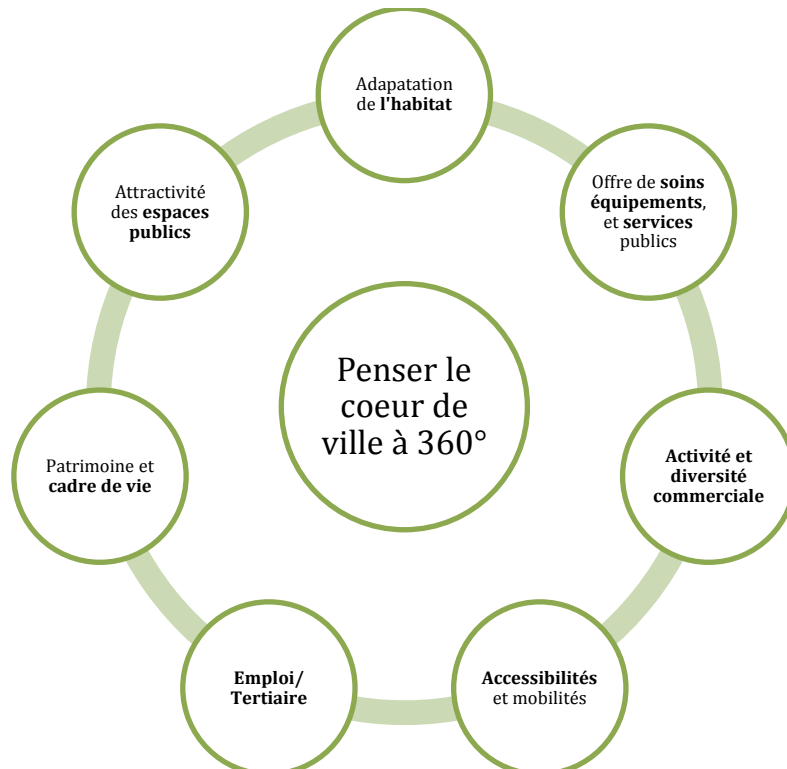 Adapatation
de l'habitat
Offre de soins
équipements,
et services
publics
Activité et
diversité
commerciale
Accessibilités
et mobilités
Emploi/
Tertiaire
Patrimoine et
cadre de vie
Attractivité
des espaces
publics
Penser le
coeur de
ville à 360°